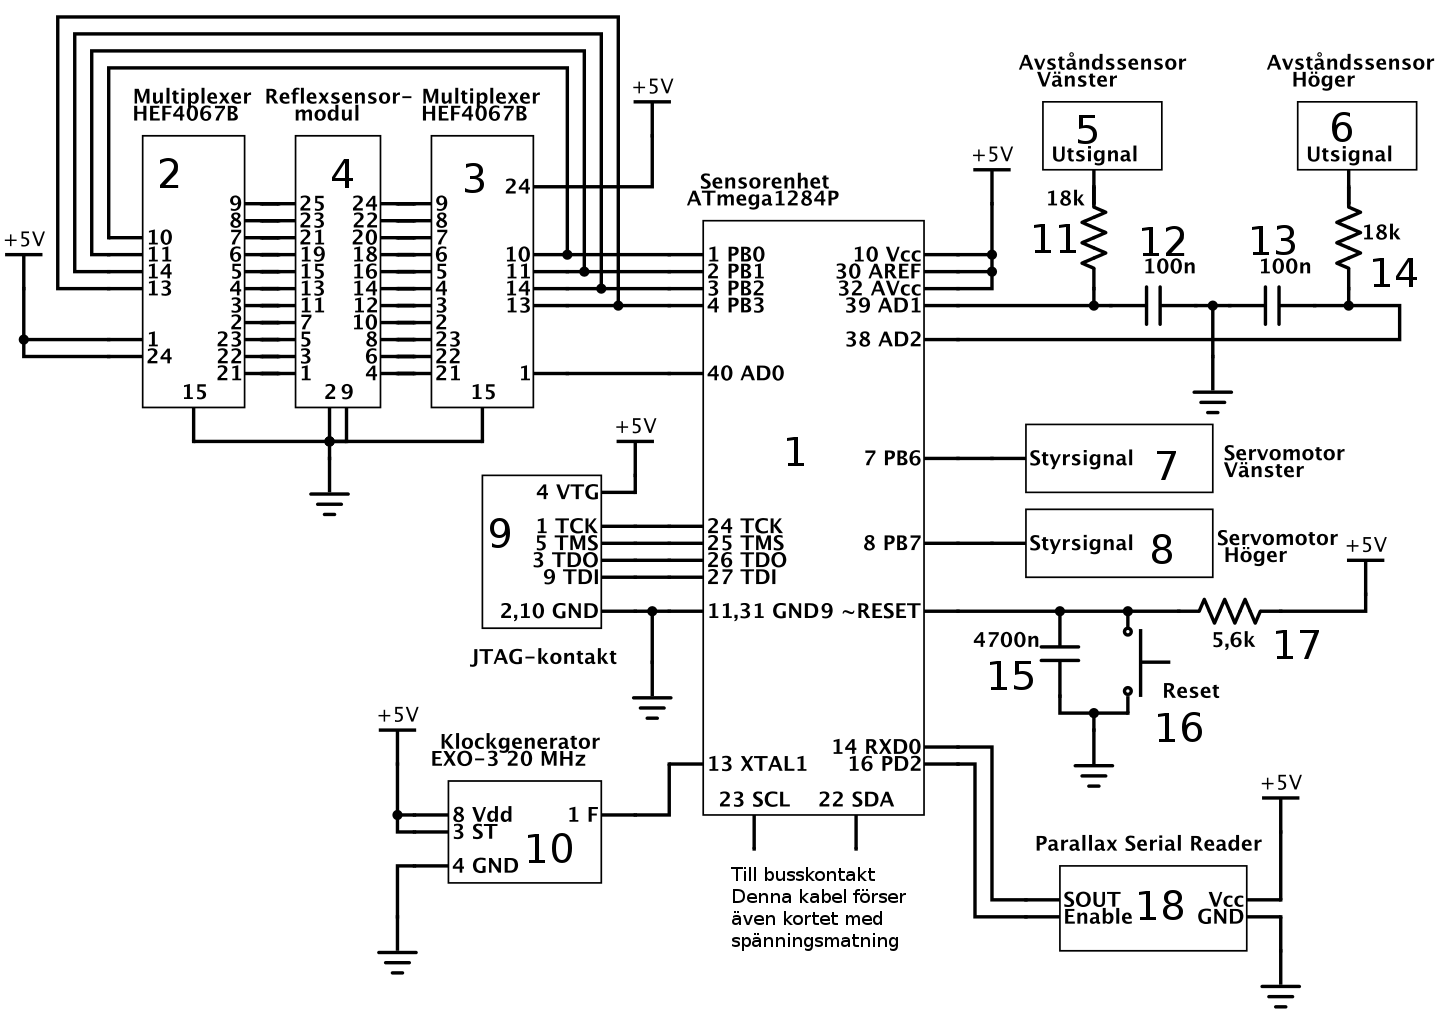 Avståndssensor
Vänster
Avståndssensor
Höger
+5V
Multiplexer
HEF4067B
Reflexsensor-
modul
Multiplexer
HEF4067B
5
Utsignal
6
Utsignal
2
4
3
24
+5V
Sensorenhet
ATmega1284P
18k
11
12
100n
13
100n
18k
14
+5V
9
8
7
6
5
4
3
2
23
22
21
10
11
14
13
1
24
15
25
23
21
19
15
13
11
7
5
3
1
24
22
20
18
16
14
12
10
8
6
4
2 9
9
8
7
6
5
4
3
2
23
22
21
10
11
14
13
1
15
1 PB0
2 PB1
3 PB2
4 PB3
40 AD0
10 Vcc
30 AREF
32 AVcc
39 AD1
38 AD2
1
7 PB6
8 PB7
Styrsignal 7
Servomotor
Vänster
Styrsignal 8
Servomotor
Höger
+5V
+5V
4 VTG
9
1 TCK
5 TMS
3 TDO
9 TDI
2,10 GND
JTAG-kontakt
24 TCK
25 TMS
26 TDO
27 TDI
11,31 GND
9 ~RESET
4700n
15
5,6k
17
Reset
16
+5V
Klockgenerator
EXO-3 20 MHz
8 Vdd
3 ST
4 GND
1 F
10
13 XTAL1
14 RXD0
16 PD2
23 SCL
22 SDA
Till busskontakt
Denna kabel förser
även kortet med
spänningsmatning
+5V
Parallax Serial Reader
SOUT
Enable
18
Vcc
GND